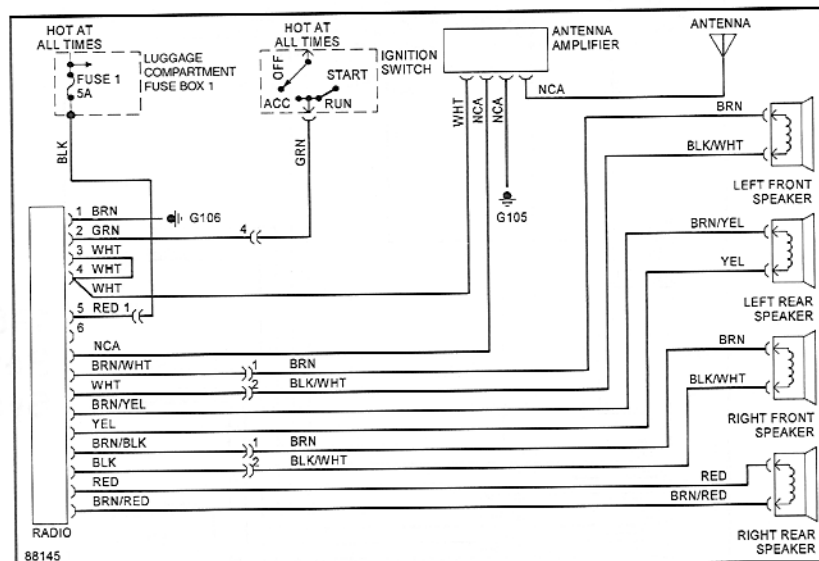 HOT AT
ALL TIMES
FUSE 1
5A
LUGGAGE
COMPARTMENT
FUSE BOX 1
BLK
HOT AT
ALL TIMES
OFF
START
ACC
RUN
IGNITION
SWITCH
GRN
ANTENNA
AMPLIFIER
WHT
NCA
NCA
NCA
ANTENNA
G105
BRN
BLK/WHT
LEFT FRONT
SPEAKER
BRN/YEL
YEL
LEFT REAR
SPEAKER
BRN
BLK/WHT
RIGHT FRONT
SPEAKER
RED
BRN/RED
RIGHT REAR
SPEAKER
1 BRN
G106
2 GRN
4
3 WHT
4 WHT
WHT
5 RED 1
6
NCA
BRN/WHT 1 BRN
WHT 2 BLK/WHT
BRN/YEL
YEL
BRN/BLK 1 BRN
BLK 2 BLK/WHT
RED
BRN/RED
RADIO
88145